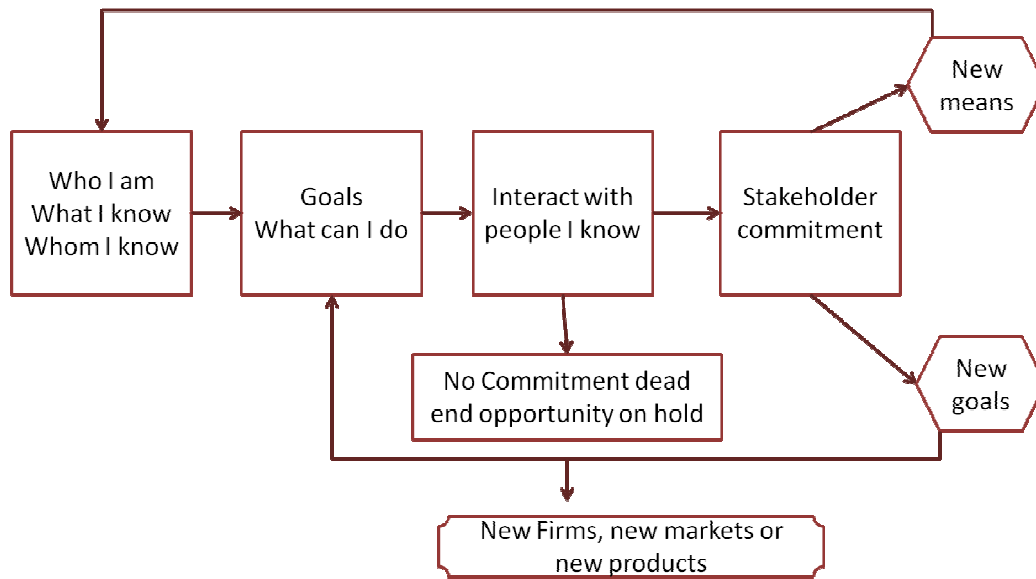 New
means
Who I am
What I know
Whom I know
Goals
What can I do
Interact with
people I know
Stakeholder
commitment
No Commitment dead
end opportunity on hold
New
goals
New Firms, new markets or
new products